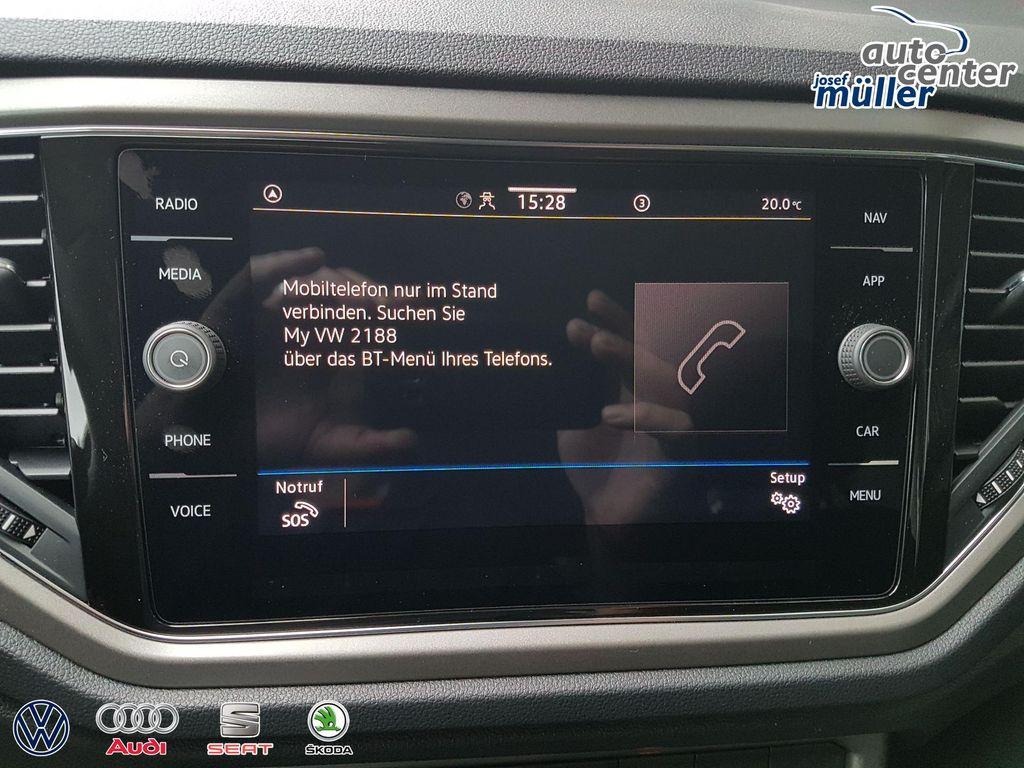 auto
center
josef
müller
RADIO
MEDIA
PHONE
VOICE
15:28
3
20.0°C
NAV
APP
CAR
MENU
Mobiltelefon nur im Stand
verbinden. Suchen Sie
My VW 2188
über das BT-Menü Ihres Telefons.
Notruf
SOS
Setup
Audi
SEAT
ŠKODA